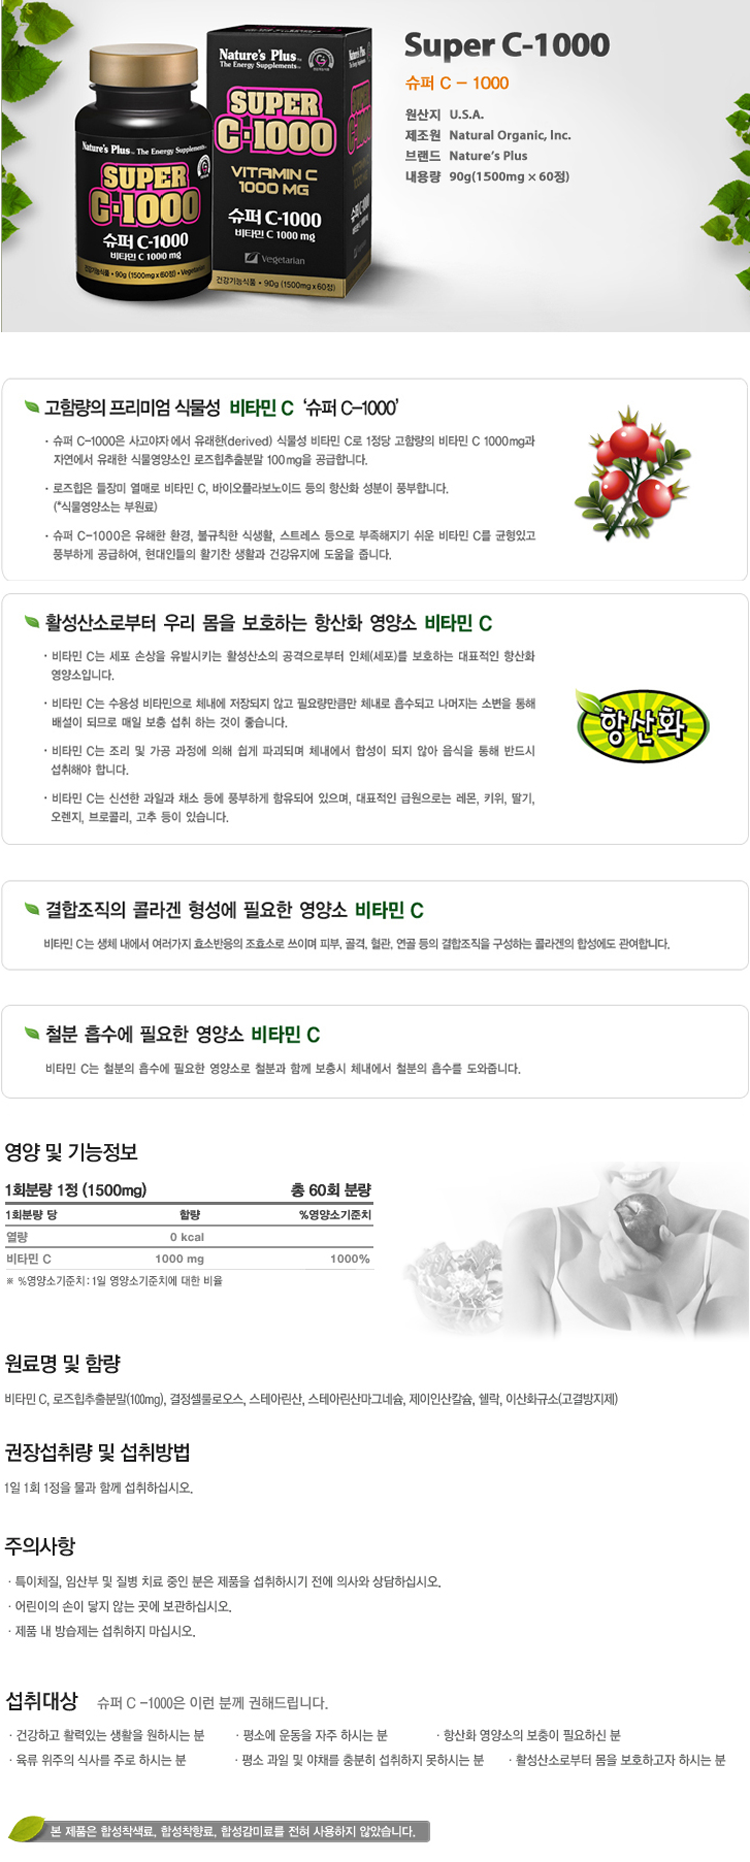 Super C-1000
슈퍼 C - 1000
원산지 U.S.A.
제조원 Natural Organic, Inc.
브랜드 Nature's Plus
내용량 90g(1500mg × 60정)
Nature's Plus
The Energy Supplements
SUPER
C-1000
VITAMIN C
1000 MG
슈퍼 C-1000
비타민 C 1000 mg
Vegetarian
건강기능식품 • 90g (1500mg x 60정)
Nature's Plus The Energy Supplements
SUPER
C-1000
슈퍼 C-1000
비타민 C 1000 mg
건강기능식품 • 90g (1500mg x 60정) • Vegetarian
고함량의 프리미엄 식물성 비타민 C '슈퍼 C-1000'
· 슈퍼 C-1000은 사고야자에서 유래한(derived) 식물성 비타민 C로 1정당 고함량의 비타민 C 1000mg과
자연에서 유래한 식물영양소인 로즈힙추출분말 100mg을 공급합니다.
· 로즈힙은 들장미 열매로 비타민 C, 바이오플라보노이드 등의 항산화 성분이 풍부합니다.
(*식물영양소는 부원료)
· 슈퍼 C-1000은 유해한 환경, 불규칙한 식생활, 스트레스 등으로 부족해지기 쉬운 비타민 C를 균형있고
풍부하게 공급하여, 현대인들의 활기찬 생활과 건강유지에 도움을 줍니다.
활성산소로부터 우리 몸을 보호하는 항산화 영양소 비타민 C
· 비타민 C는 세포 손상을 유발시키는 활성산소의 공격으로부터 인체(세포)를 보호하는 대표적인 항산화
영양소입니다.
· 비타민 C는 수용성 비타민으로 체내에 저장되지 않고 필요량만큼만 체내로 흡수되고 나머지는 소변을 통해
배설이 되므로 매일 보충 섭취 하는 것이 좋습니다.
· 비타민 C는 조리 및 가공 과정에 의해 쉽게 파괴되며 체내에서 합성이 되지 않아 음식을 통해 반드시
섭취해야 합니다.
· 비타민 C는 신선한 과일과 채소 등에 풍부하게 함유되어 있으며, 대표적인 급원으로는 레몬, 키위, 딸기,
오렌지, 브로콜리, 고추 등이 있습니다.
항산화
결합조직의 콜라겐 형성에 필요한 영양소 비타민 C
비타민 C는 생체 내에서 여러가지 효소반응의 조효소로 쓰이며 피부, 골격, 혈관, 연골 등의 결합조직을 구성하는 콜라겐의 합성에도 관여합니다.
철분 흡수에 필요한 영양소 비타민 C
비타민 C는 철분의 흡수에 필요한 영양소로 철분과 함께 보충시 체내에서 철분의 흡수를 도와줍니다.
영양 및 기능정보
1회분량 1정 (1500mg) 총 60회 분량
1회분량 당 함량 %영양소기준치
열량 0 kcal
비타민 C 1000 mg 1000%
※ %영양소기준치 : 1일 영양소기준치에 대한 비율
원료명 및 함량
비타민 C, 로즈힙추출분말(100mg), 결정셀룰로오스, 스테아린산, 스테아린산마그네슘, 제이인산칼슘, 쉘락, 이산화규소(고결방지제)
권장섭취량 및 섭취방법
1일 1회 1정을 물과 함께 섭취하십시오.
주의사항
· 특이체질, 임산부 및 질병 치료 중인 분은 제품을 섭취하시기 전에 의사와 상담하십시오.
· 어린이의 손이 닿지 않는 곳에 보관하십시오.
· 제품 내 방습제는 섭취하지 마십시오.
섭취대상 슈퍼 C -1000은 이런 분께 권해드립니다.
· 건강하고 활력있는 생활을 원하시는 분 · 평소에 운동을 자주 하시는 분 · 항산화 영양소의 보충이 필요하신 분
· 육류 위주의 식사를 주로 하시는 분 · 평소 과일 및 야채를 충분히 섭취하지 못하시는 분 · 활성산소로부터 몸을 보호하고자 하시는 분
본 제품은 합성착색료, 합성착향료, 합성감미료를 전혀 사용하지 않았습니다.